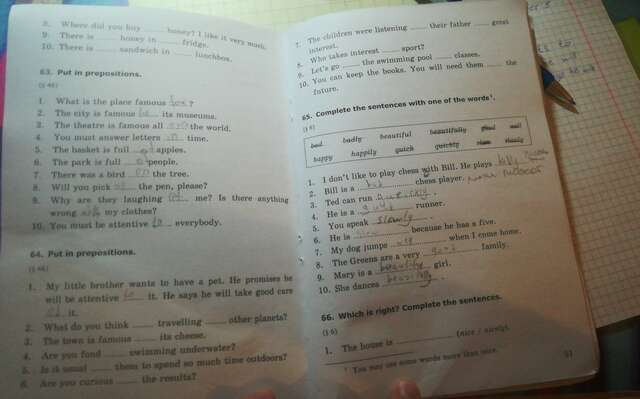 8. Where did you buy ...... honey? I like it very much.
9. There is ...... honey in ...... fridge.
10. There is ...... sandwich in ...... lunchbox.
63. Put in prepositions.
1. What is the place famous for?
2. The city is famous its museums.
3. The theatre is famous all over the world.
4. You must answer letters in time.
5. The basket is full of apples.
6. The park is full of people.
7. There was a bird on the tree.
8. Will you pick up the pen, please?
9. Why are they laughing at me? Is there anything
wrong with my clothes?
10. You must be attentive to everybody.
64. Put in prepositions.
1. My little brother wants to have a pet. He promises he
will be attentive to it. He says he will take good care
of it.
2. What do you think ...... travelling ...... other planets?
3. The town is famous ...... its cheese.
4. Are you fond ...... swimming underwater?
5. Is it usual ...... them to spend so much time outdoors?
6. Are you curious ...... the results?
7. The children were listening ...... their father ...... great
interest.
8. Who takes interest ...... sport?
9. Let's go ...... the swimming pool ...... classes.
10. You can keep the books. You will need them ...... the
future.
65. Complete the sentences with one of the words¹.
(§ 6)
bad badly beautiful beautifully good well
happy happily quick quickly slow slowly
1. I don't like to play chess with Bill. He plays
2. Bill is a bad chess player.
3. Ted can run quickly.
4. He is a runner.
5. You speak slowly.
6. He is because he has a five.
7. My dog jumps when I come home.
8. The Greens are a very good family.
9. Mary is a beautiful girl.
10. She dances
66. Which is right? Complete the sentences.
(§ 6)
1. The house is ...... (nice / nicely).
¹ You may use some words more than once.
51